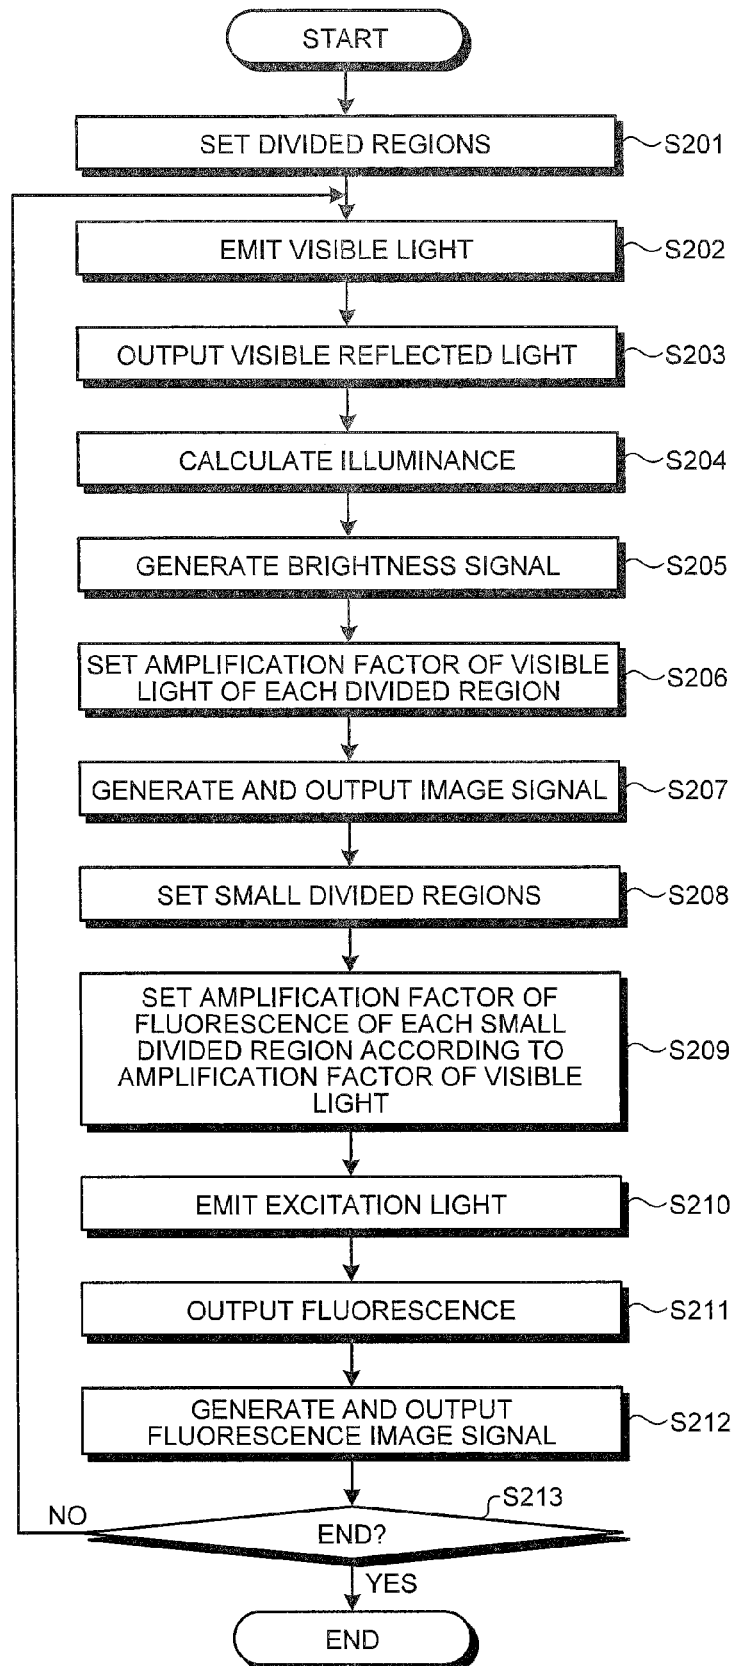 START
SET DIVIDED REGIONS S201
EMIT VISIBLE LIGHT S202
OUTPUT VISIBLE REFLECTED LIGHT S203
CALCULATE ILLUMINANCE S204
GENERATE BRIGHTNESS SIGNAL S205
SET AMPLIFICATION FACTOR OF VISIBLE
LIGHT OF EACH DIVIDED REGION S206
GENERATE AND OUTPUT IMAGE SIGNAL S207
SET SMALL DIVIDED REGIONS S208
SET AMPLIFICATION FACTOR OF
FLUORESCENCE OF EACH SMALL
DIVIDED REGION ACCORDING TO S209
AMPLIFICATION FACTOR OF VISIBLE
LIGHT
EMIT EXCITATION LIGHT S210
OUTPUT FLUORESCENCE S211
GENERATE AND OUTPUT
FLUORESCENCE IMAGE SIGNAL S212
S213
NO
END?
YES
END